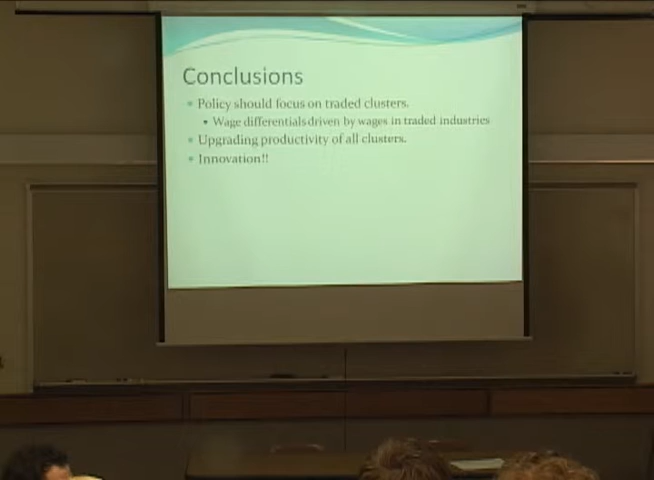 Conclusions
Policy should focus on traded clusters.
Wage differentials driven by wages in traded industries
Upgrading productivity of all clusters.
Innovation!!